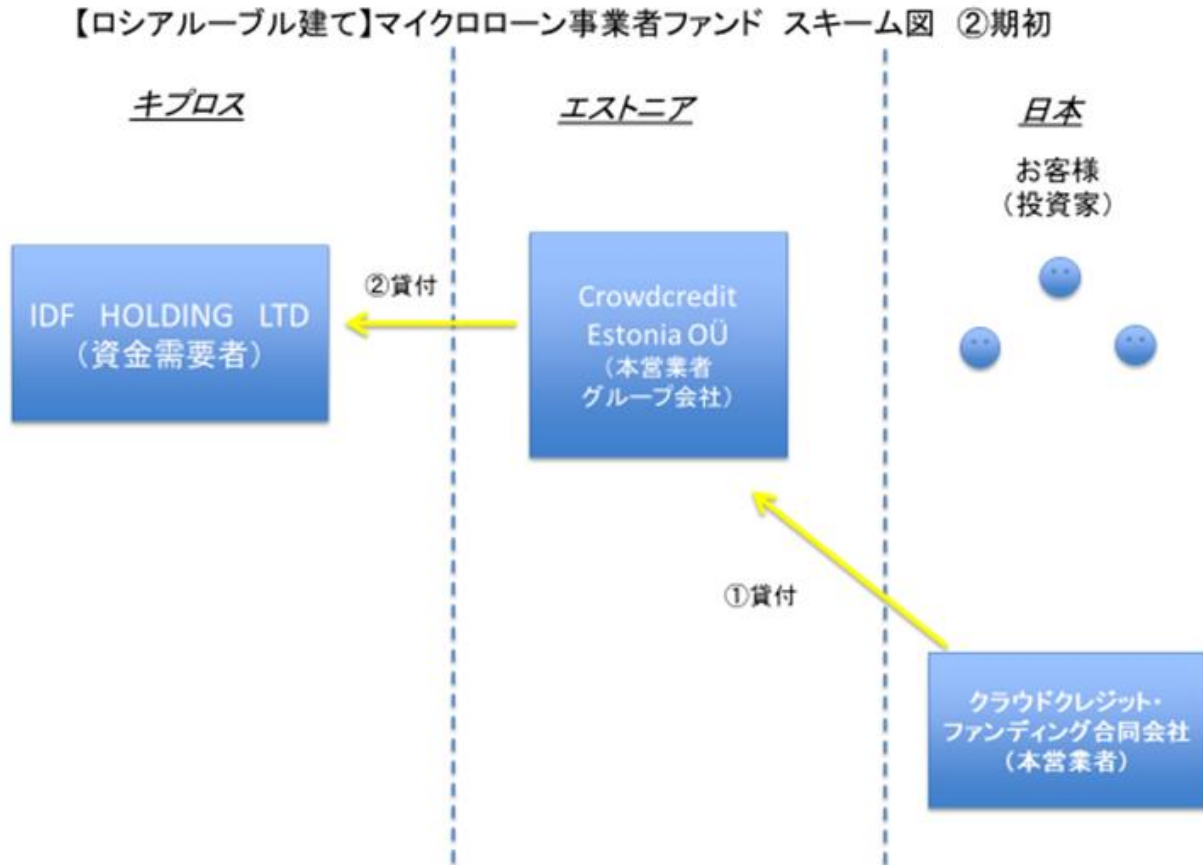 【ロシアルーブル建て】マイクロローン事業者ファンド スキーム図 ②期初
キプロス
エストニア
日本
お客様
（投資家）
IDF HOLDING LTD
（資金需要者）
②貸付
Crowdcredit
Estonia OÜ
（本営業者
グループ会社）
①貸付
クラウドクレジット・
ファンディング合同会社
（本営業者）